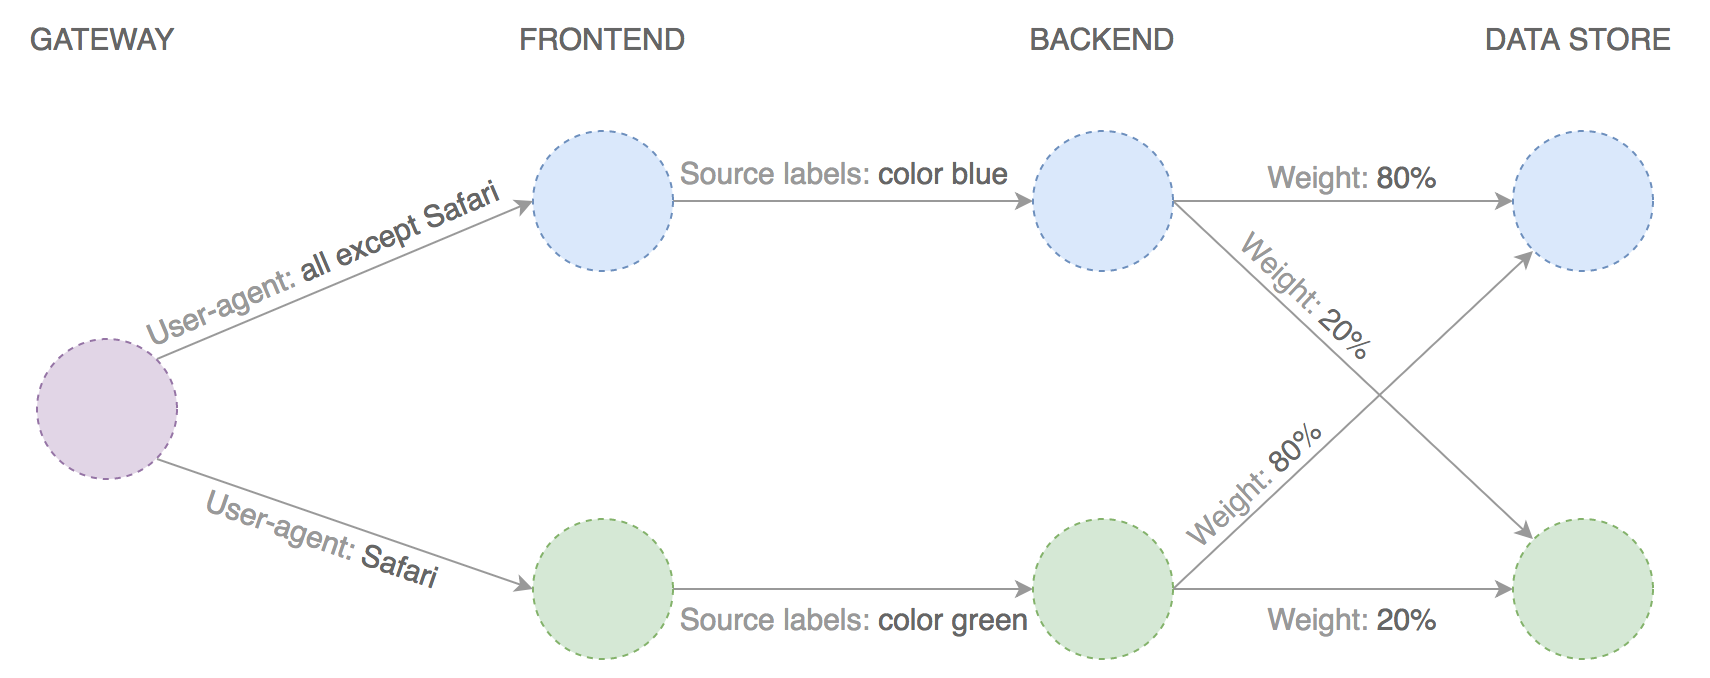 GATEWAY
FRONTEND
BACKEND
DATA STORE
User-agent: all except Safari
Source labels: color blue
Weight: 80%
Weight: 20%
Weight: 80%
User-agent: Safari
Source labels: color green
Weight: 20%